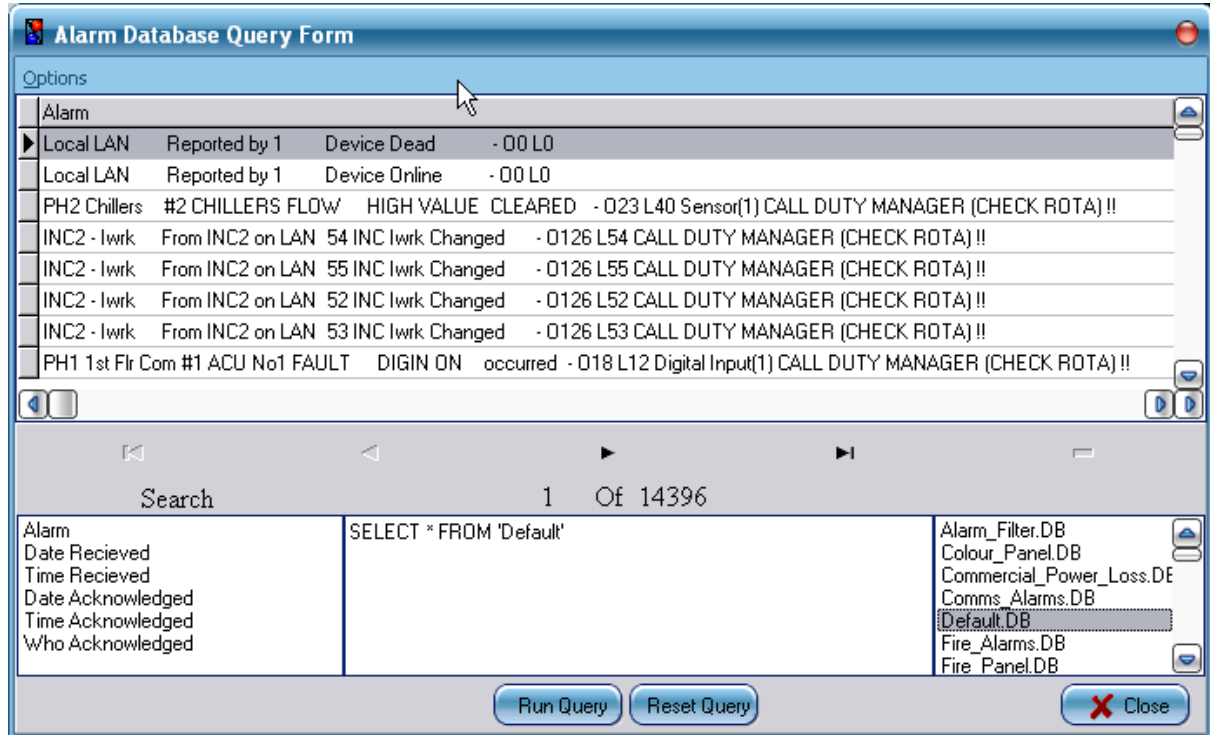 Alarm Database Query Form
Options
Alarm
Local LAN Reported by 1 Device Dead - O0 L0
Local LAN Reported by 1 Device Online - O0 L0
PH2 Chillers #2 CHILLERS FLOW HIGH VALUE CLEARED - O23 L40 Sensor(1) CALL DUTY MANAGER (CHECK ROTA) !!
INC2 - Iwrk From INC2 on LAN 54 INC Iwrk Changed - O126 L54 CALL DUTY MANAGER (CHECK ROTA) !!
INC2 - Iwrk From INC2 on LAN 55 INC Iwrk Changed - O126 L55 CALL DUTY MANAGER (CHECK ROTA) !!
INC2 - Iwrk From INC2 on LAN 52 INC Iwrk Changed - O126 L52 CALL DUTY MANAGER (CHECK ROTA) !!
INC2 - Iwrk From INC2 on LAN 53 INC Iwrk Changed - O126 L53 CALL DUTY MANAGER (CHECK ROTA) !!
PH1 1st Flr Com #1 ACU No1 FAULT DIGIN ON occurred - O18 L12 Digital Input(1) CALL DUTY MANAGER (CHECK ROTA) !!
Search 1 Of 14396
Alarm
Date Recieved
Time Recieved
Date Acknowledged
Time Acknowledged
Who Acknowledged
SELECT * FROM 'Default'
Alarm_Filter.DB
Colour_Panel.DB
Commercial_Power_Loss.DB
Comms_Alarms.DB
Default.DB
Fire_Alarms.DB
Fire_Panel.DB
Run Query Reset Query Close